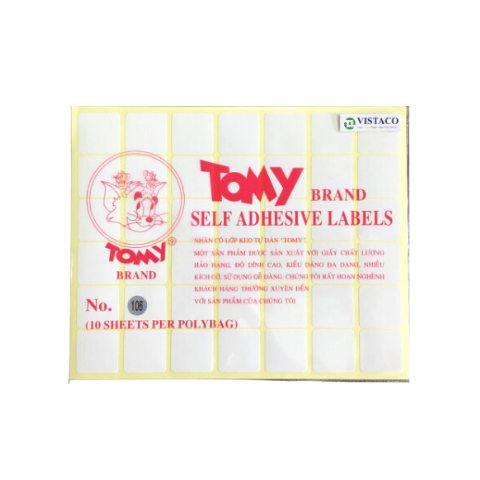 VISTACO
TOMY BRAND
SELF ADHESIVE LABELS
TOMY ®
BRAND
NHÃN CÓ LỚP KEO TỰ DÁN "TOMY".
MỘT SẢN PHẨM ĐƯỢC SẢN XUẤT VỚI GIẤY CHẤT LƯỢNG
HẢO HẠNG, ĐỘ DÍNH CAO, KIỂU DÁNG ĐA DẠNG, NHIỀU
KÍCH CỠ, SỬ DỤNG DỄ DÀNG. CHÚNG TÔI RẤT HOAN NGHÊNH
KHÁCH HÀNG THƯỜNG XUYÊN ĐẾN
VỚI SẢN PHẨM CỦA CHÚNG TÔI
No. 106
(10 SHEETS PER POLYBAG)